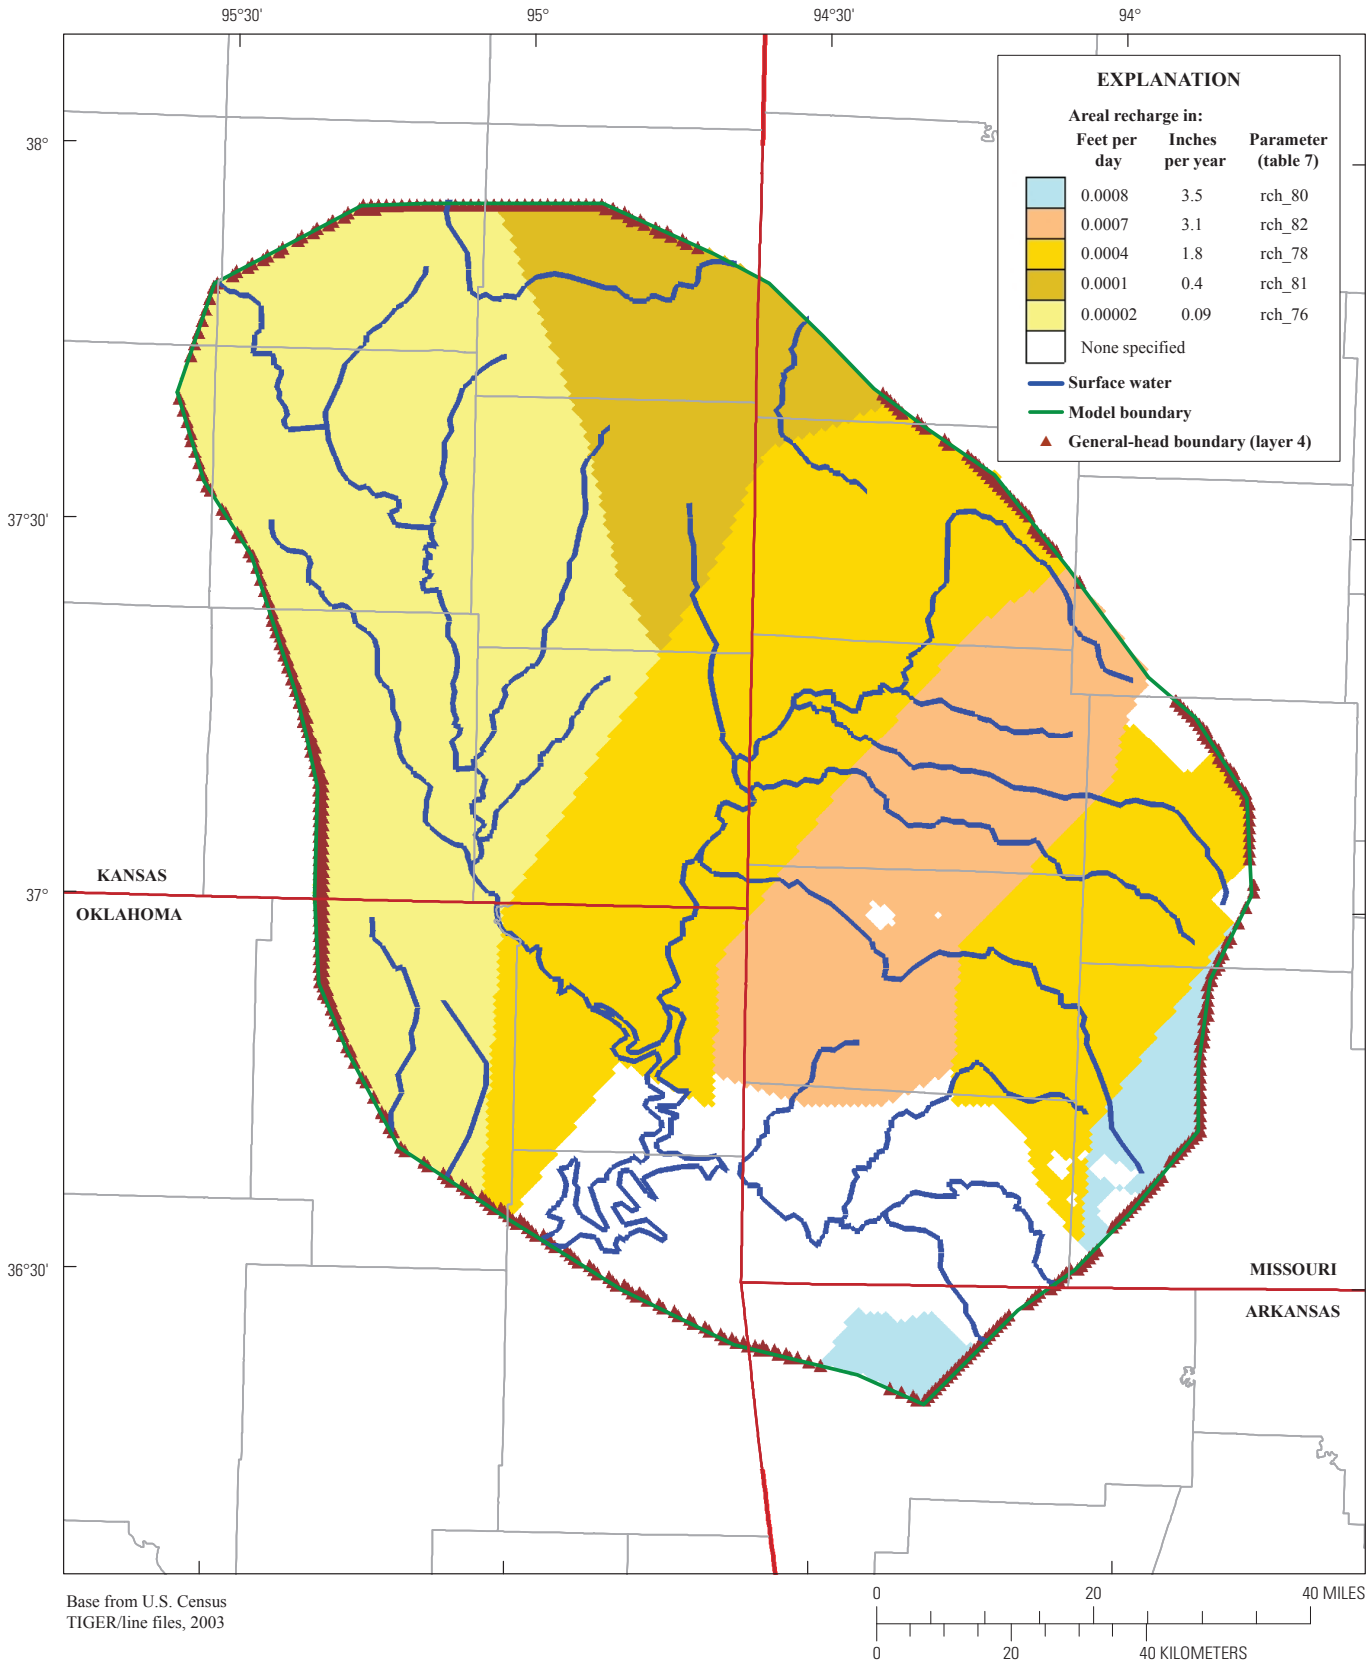 95°30' 95° 94°30' 94°
38°
37°30'
37°
36°30'
EXPLANATION
Areal recharge in:
Feet per day Inches per year Parameter (table 7)
0.0008 3.5 rch_80
0.0007 3.1 rch_82
0.0004 1.8 rch_78
0.0001 0.4 rch_81
0.00002 0.09 rch_76
None specified
Surface water
Model boundary
General-head boundary (layer 4)
KANSAS
OKLAHOMA
MISSOURI
ARKANSAS
Base from U.S. Census
TIGER/line files, 2003
0 20 40 MILES
0 20 40 KILOMETERS